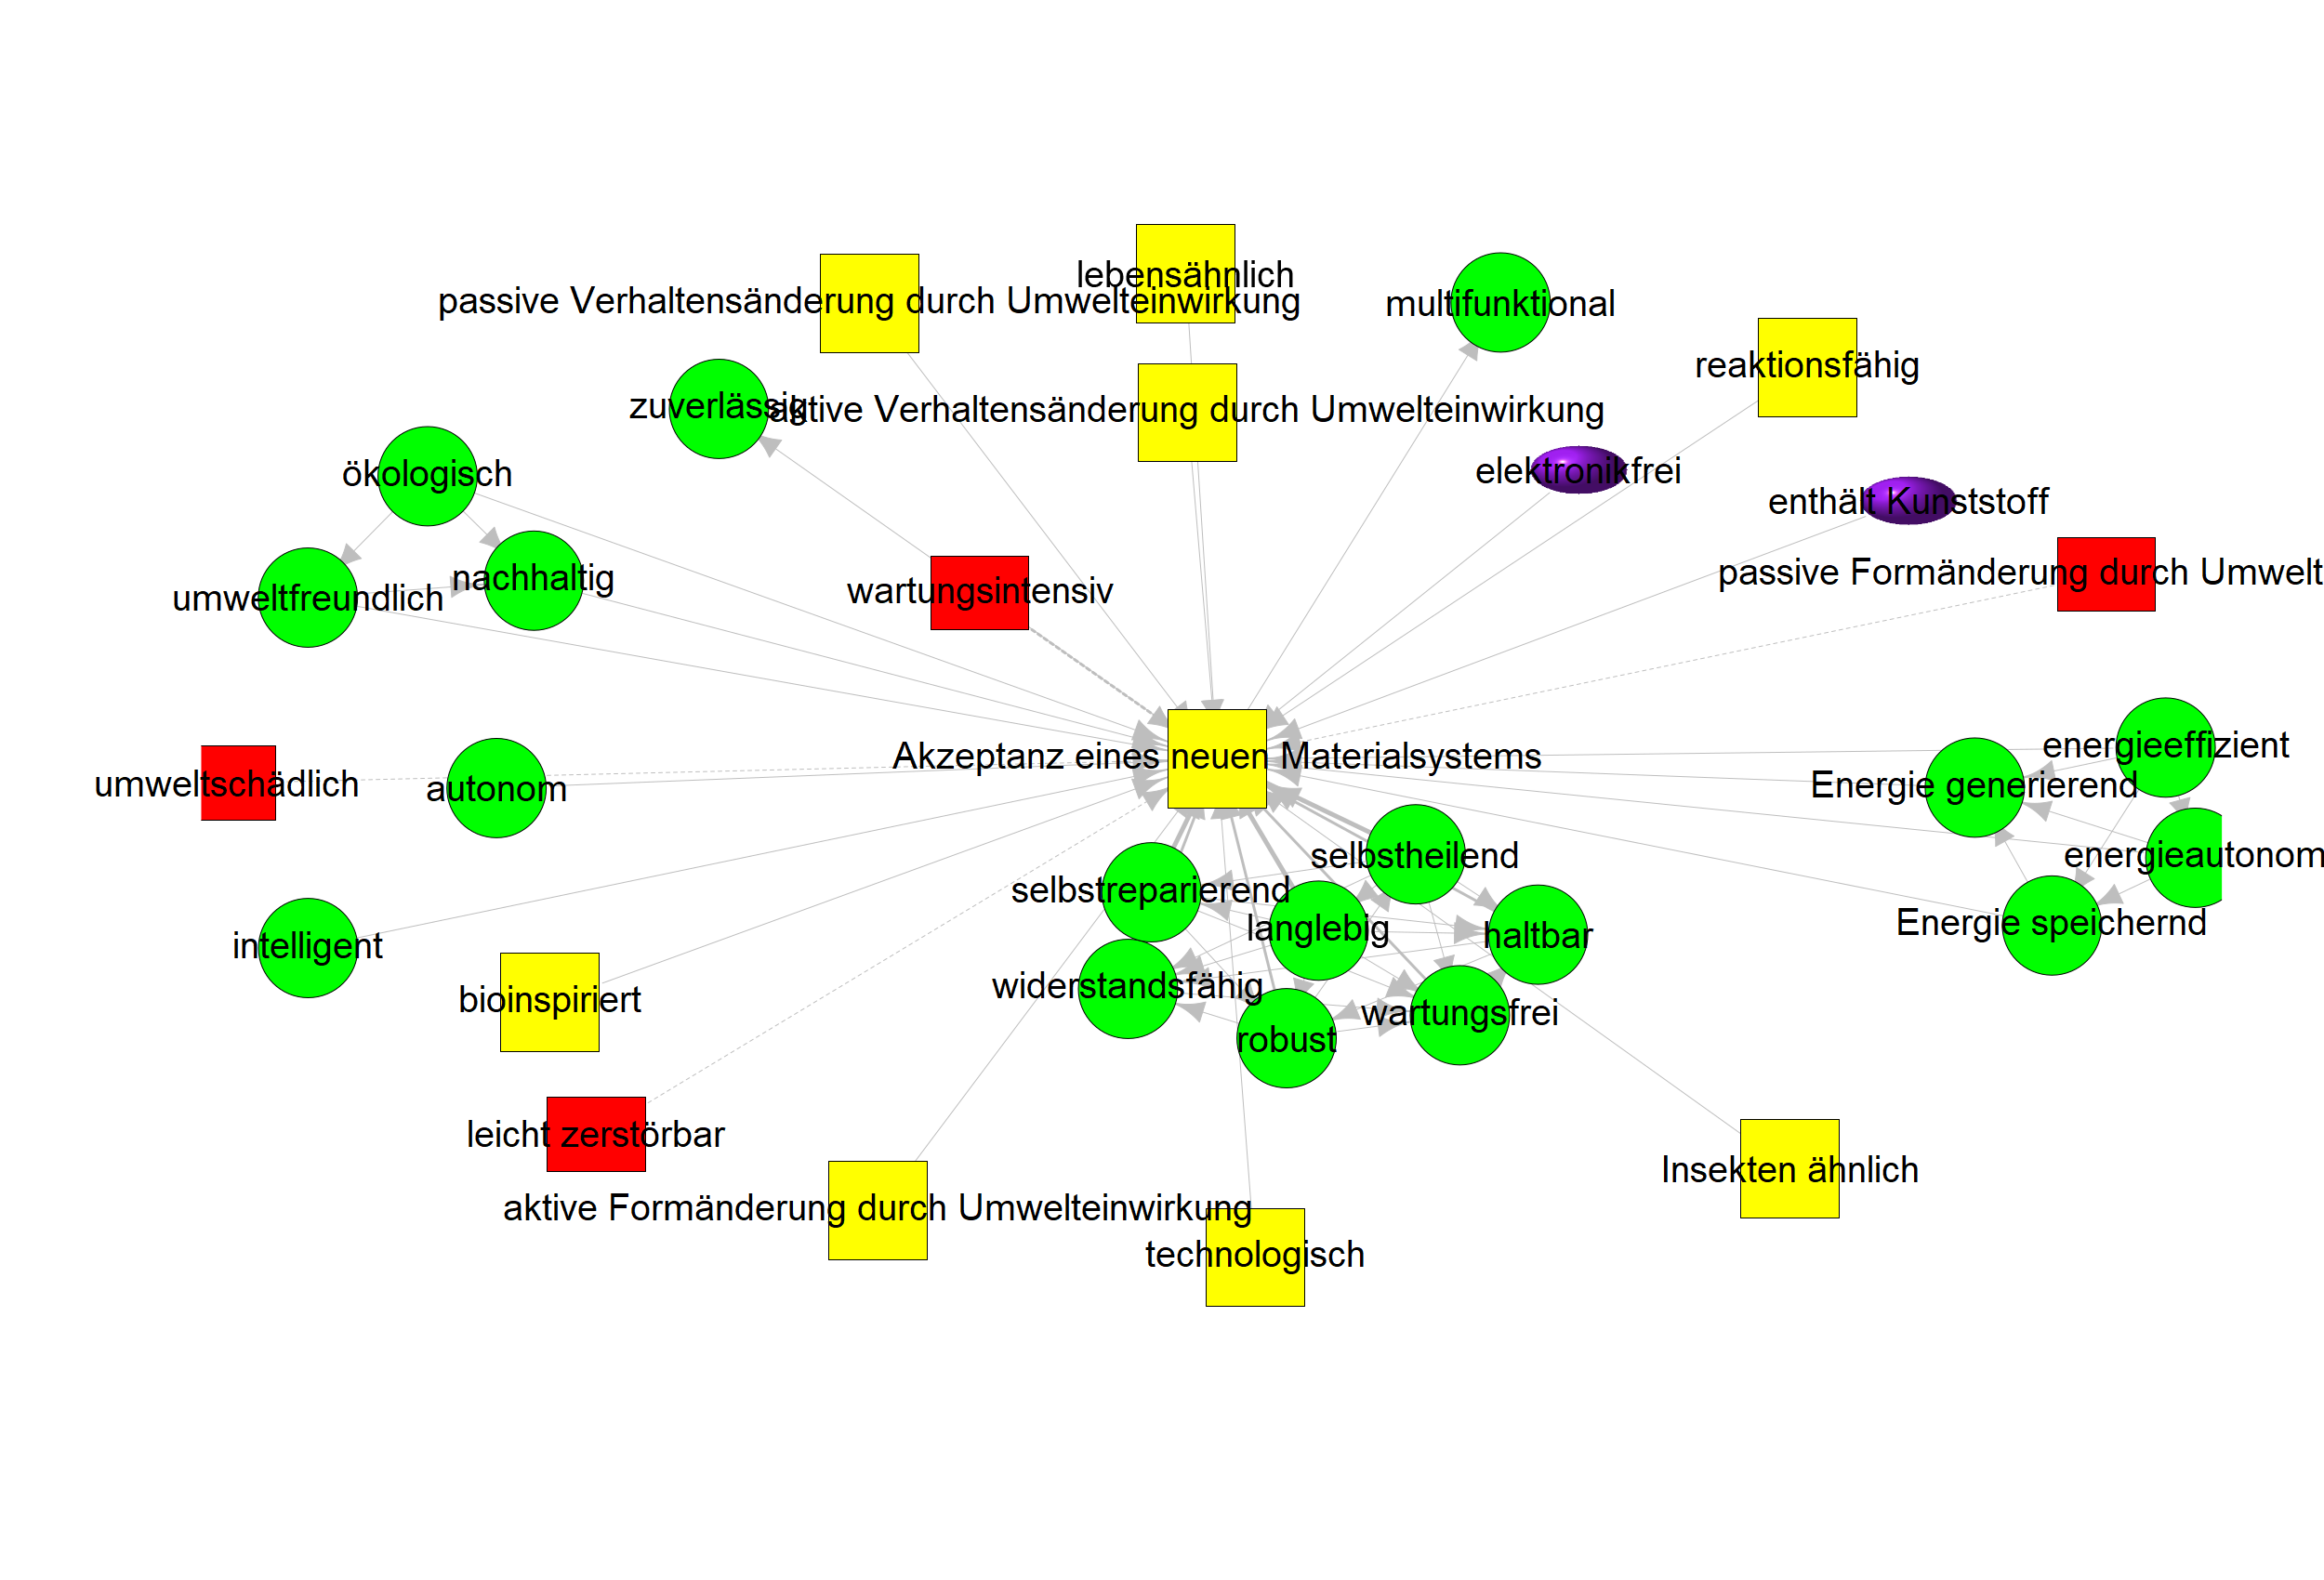 lebensähnlich
passive Verhaltensänderung durch Umwelteinwirkung
multifunktional
reaktionsfähig
zuverlässig
aktive Verhaltensänderung durch Umwelteinwirkung
ökologisch
elektronikfrei
enthält Kunststoff
passive Formänderung durch Umwelt
nachhaltig
umweltfreundlich
wartungsintensiv
energieeffizient
Akzeptanz eines neuen Materialsystems
umweltschädlich
autonom
Energie generierend
selbstheilend
energieautonom
selbstreparierend
langlebig
haltbar
Energie speichernd
intelligent
widerstandsfähig
bioinspiriert
wartungsfrei
robust
leicht zerstörbar
Insekten ähnlich
aktive Formänderung durch Umwelteinwirkung
technologisch